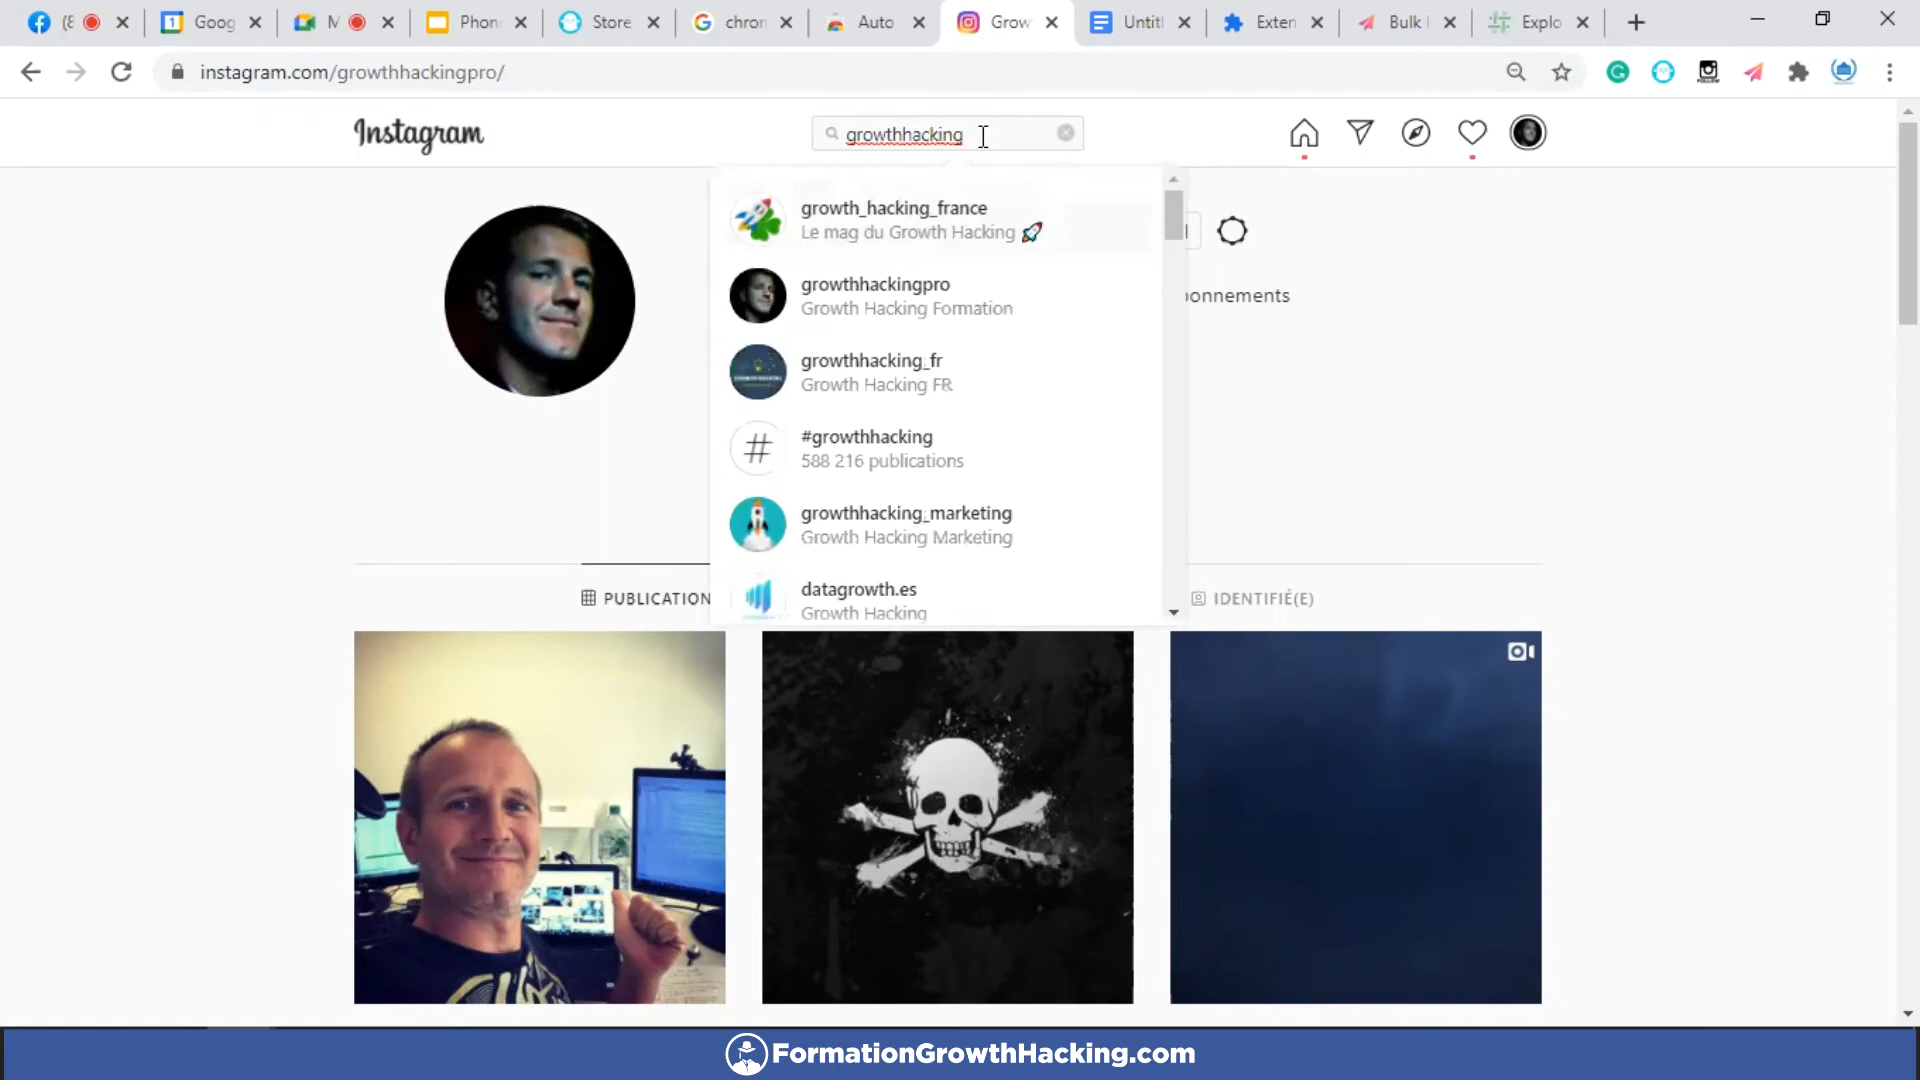 (8
Goog
M
Phon
Store
chron
Auto
Grow
Untitl
Exten
Bulk
Explo
instagram.com/growthhackingpro/
Instagram
growthhacking
growth_hacking_france
Le mag du Growth Hacking 🚀
growthhackingpro
Growth Hacking Formation
growthhacking_fr
Growth Hacking FR
#growthhacking
588 216 publications
growthhacking_marketing
Growth Hacking Marketing
datagrowth.es
Growth Hacking
bonnements
PUBLICATION
IDENTIFIÉ(E)
FormationGrowthHacking.com